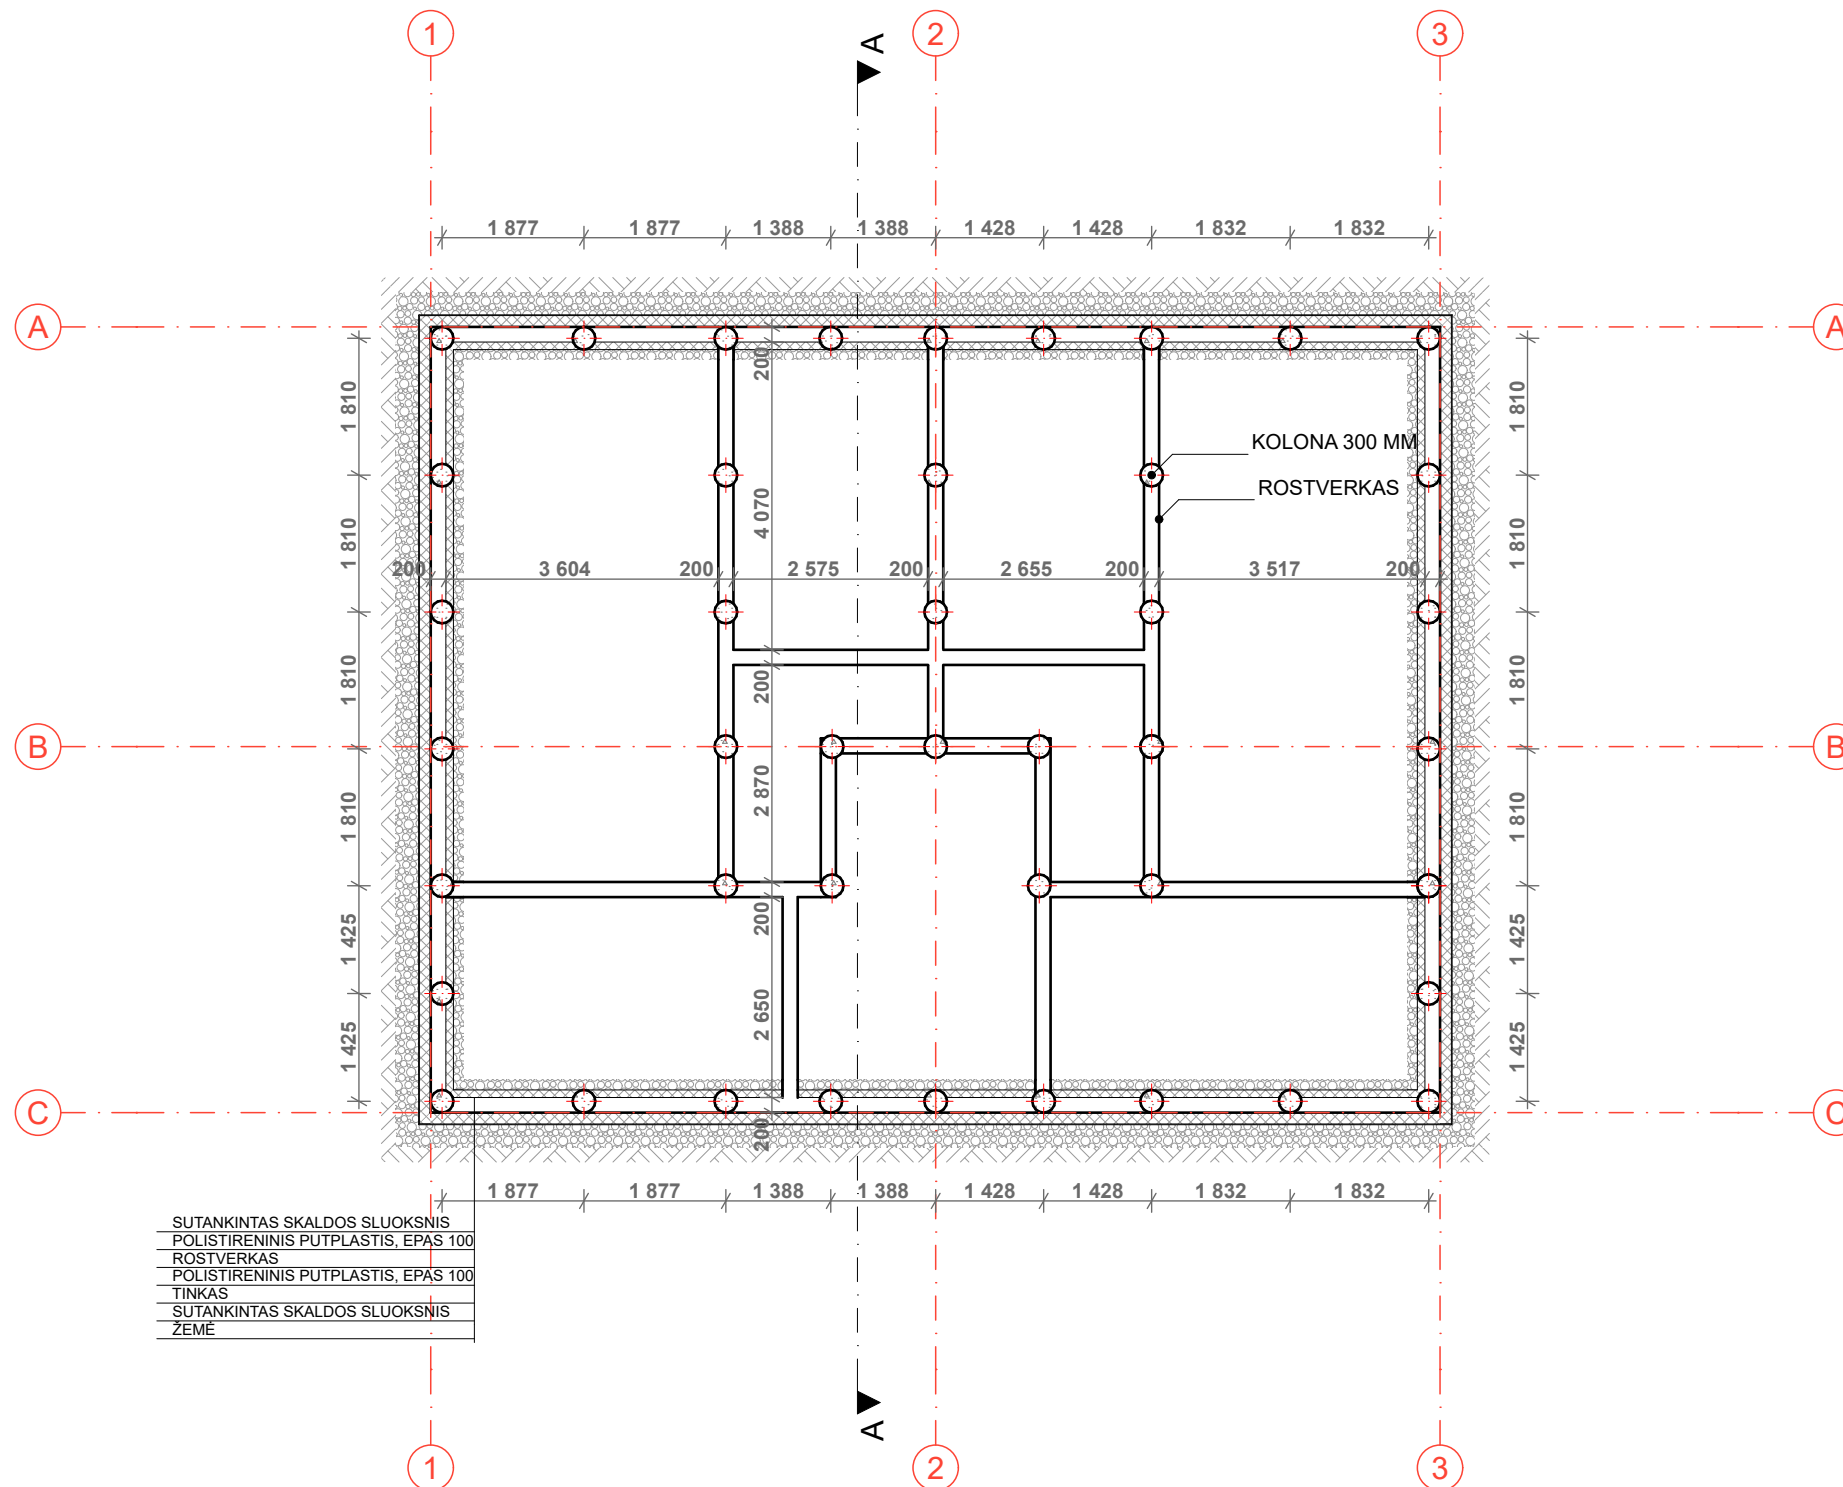 1 2 3
A
1 877 1 877 1 388 1 388 1 428 1 428 1 832 1 832
A A
200
1 810 1 810
KOLONA 300 MM
ROSTVERKAS
4 070
1 810 1 810
200 3 604 200 2 575 200 2 655 200 3 517 200
1 810 200 1 810
B B
2 870
1 810 1 810
200
1 425 1 425
2 650
1 425 1 425
C C
200
1 877 1 877 1 388 1 388 1 428 1 428 1 832 1 832
SUTANKINTAS SKALDOS SLUOKSNIS
POLISTIRENINIS PUTPLASTIS, EPAS 100
ROSTVERKAS
POLISTIRENINIS PUTPLASTIS, EPAS 100
TINKAS
SUTANKINTAS SKALDOS SLUOKSNIS
ŽEMĖ
A
1 2 3